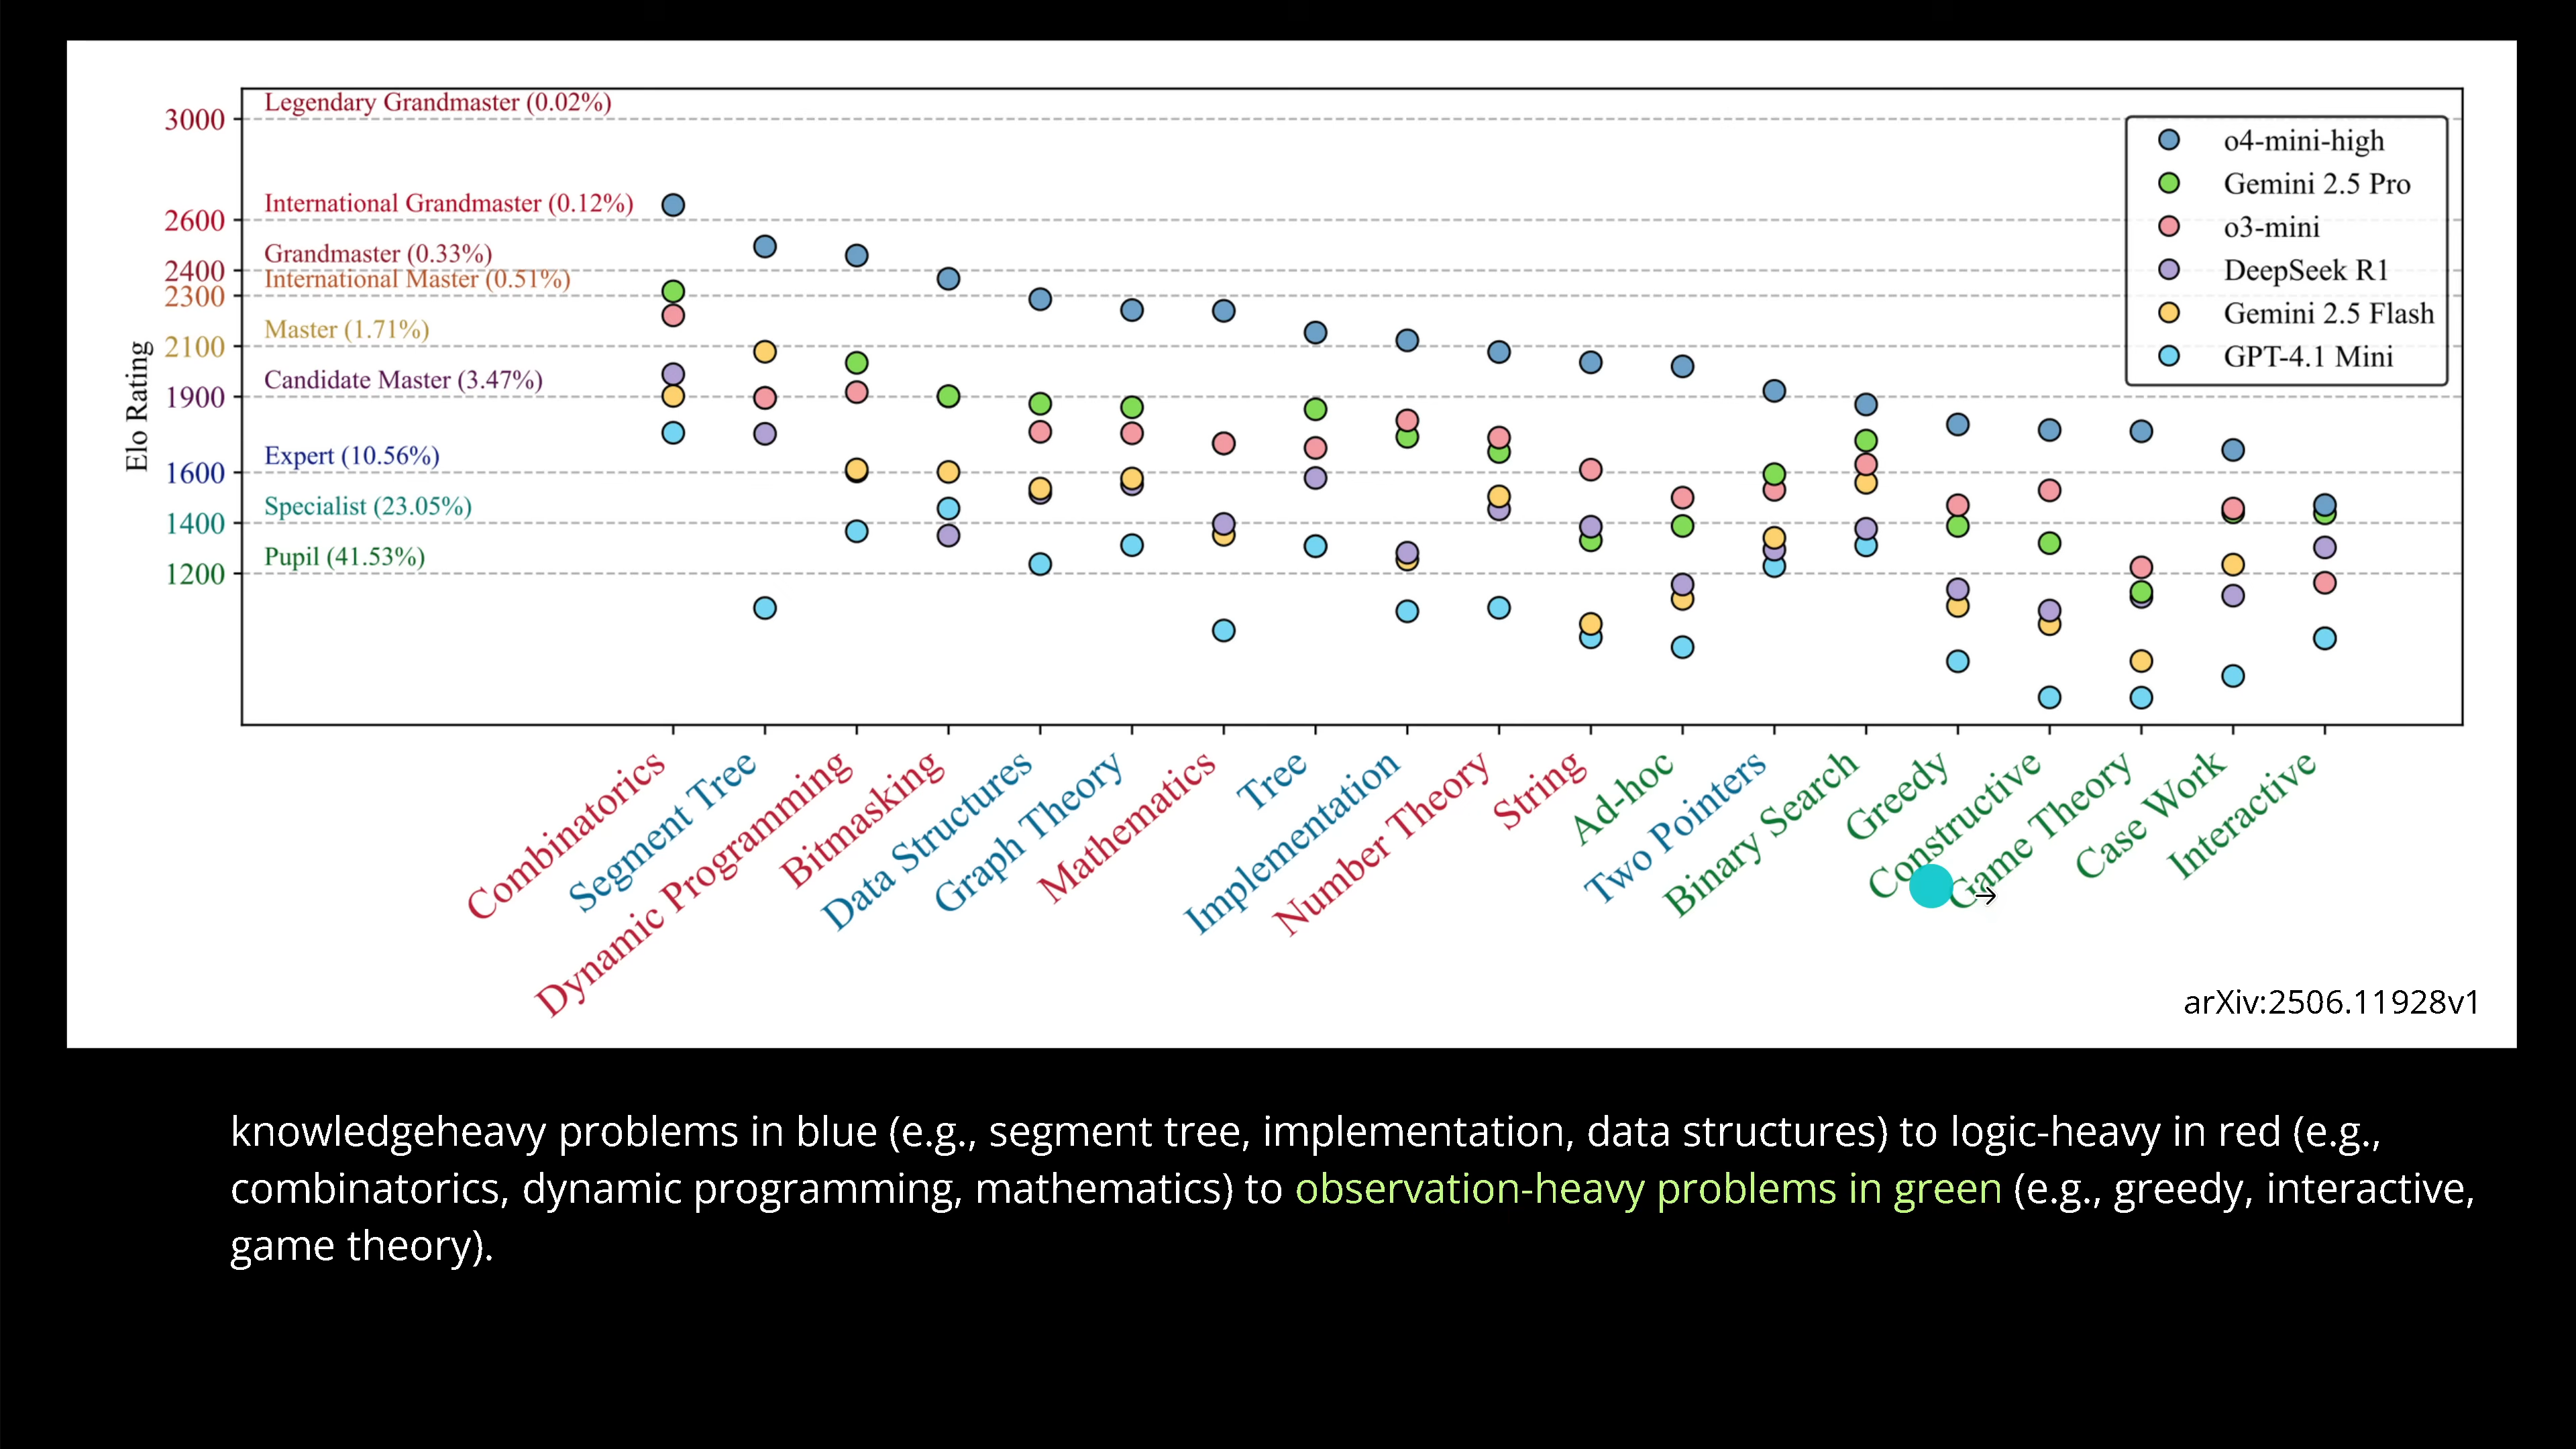 Legendary Grandmaster (0.02%)
3000
International Grandmaster (0.12%)
2600
Grandmaster (0.33%)
2400
International Master (0.51%)
2300
Master (1.71%)
2100
Candidate Master (3.47%)
1900
Expert (10.56%)
1600
Specialist (23.05%)
1400
Pupil (41.53%)
1200
Elo Rating
o4-mini-high
Gemini 2.5 Pro
o3-mini
DeepSeek R1
Gemini 2.5 Flash
GPT-4.1 Mini
Combinatorics
Segment Tree
Dynamic Programming
Bitmasking
Data Structures
Graph Theory
Mathematics
Tree
Implementation
Number Theory
String
Ad-hoc
Two Pointers
Binary Search
Greedy
Constructive
Game Theory
Case Work
Interactive
arXiv:2506.11928v1
knowledgeheavy problems in blue (e.g., segment tree, implementation, data structures) to logic-heavy in red (e.g.,
combinatorics, dynamic programming, mathematics) to observation-heavy problems in green (e.g., greedy, interactive,
game theory).